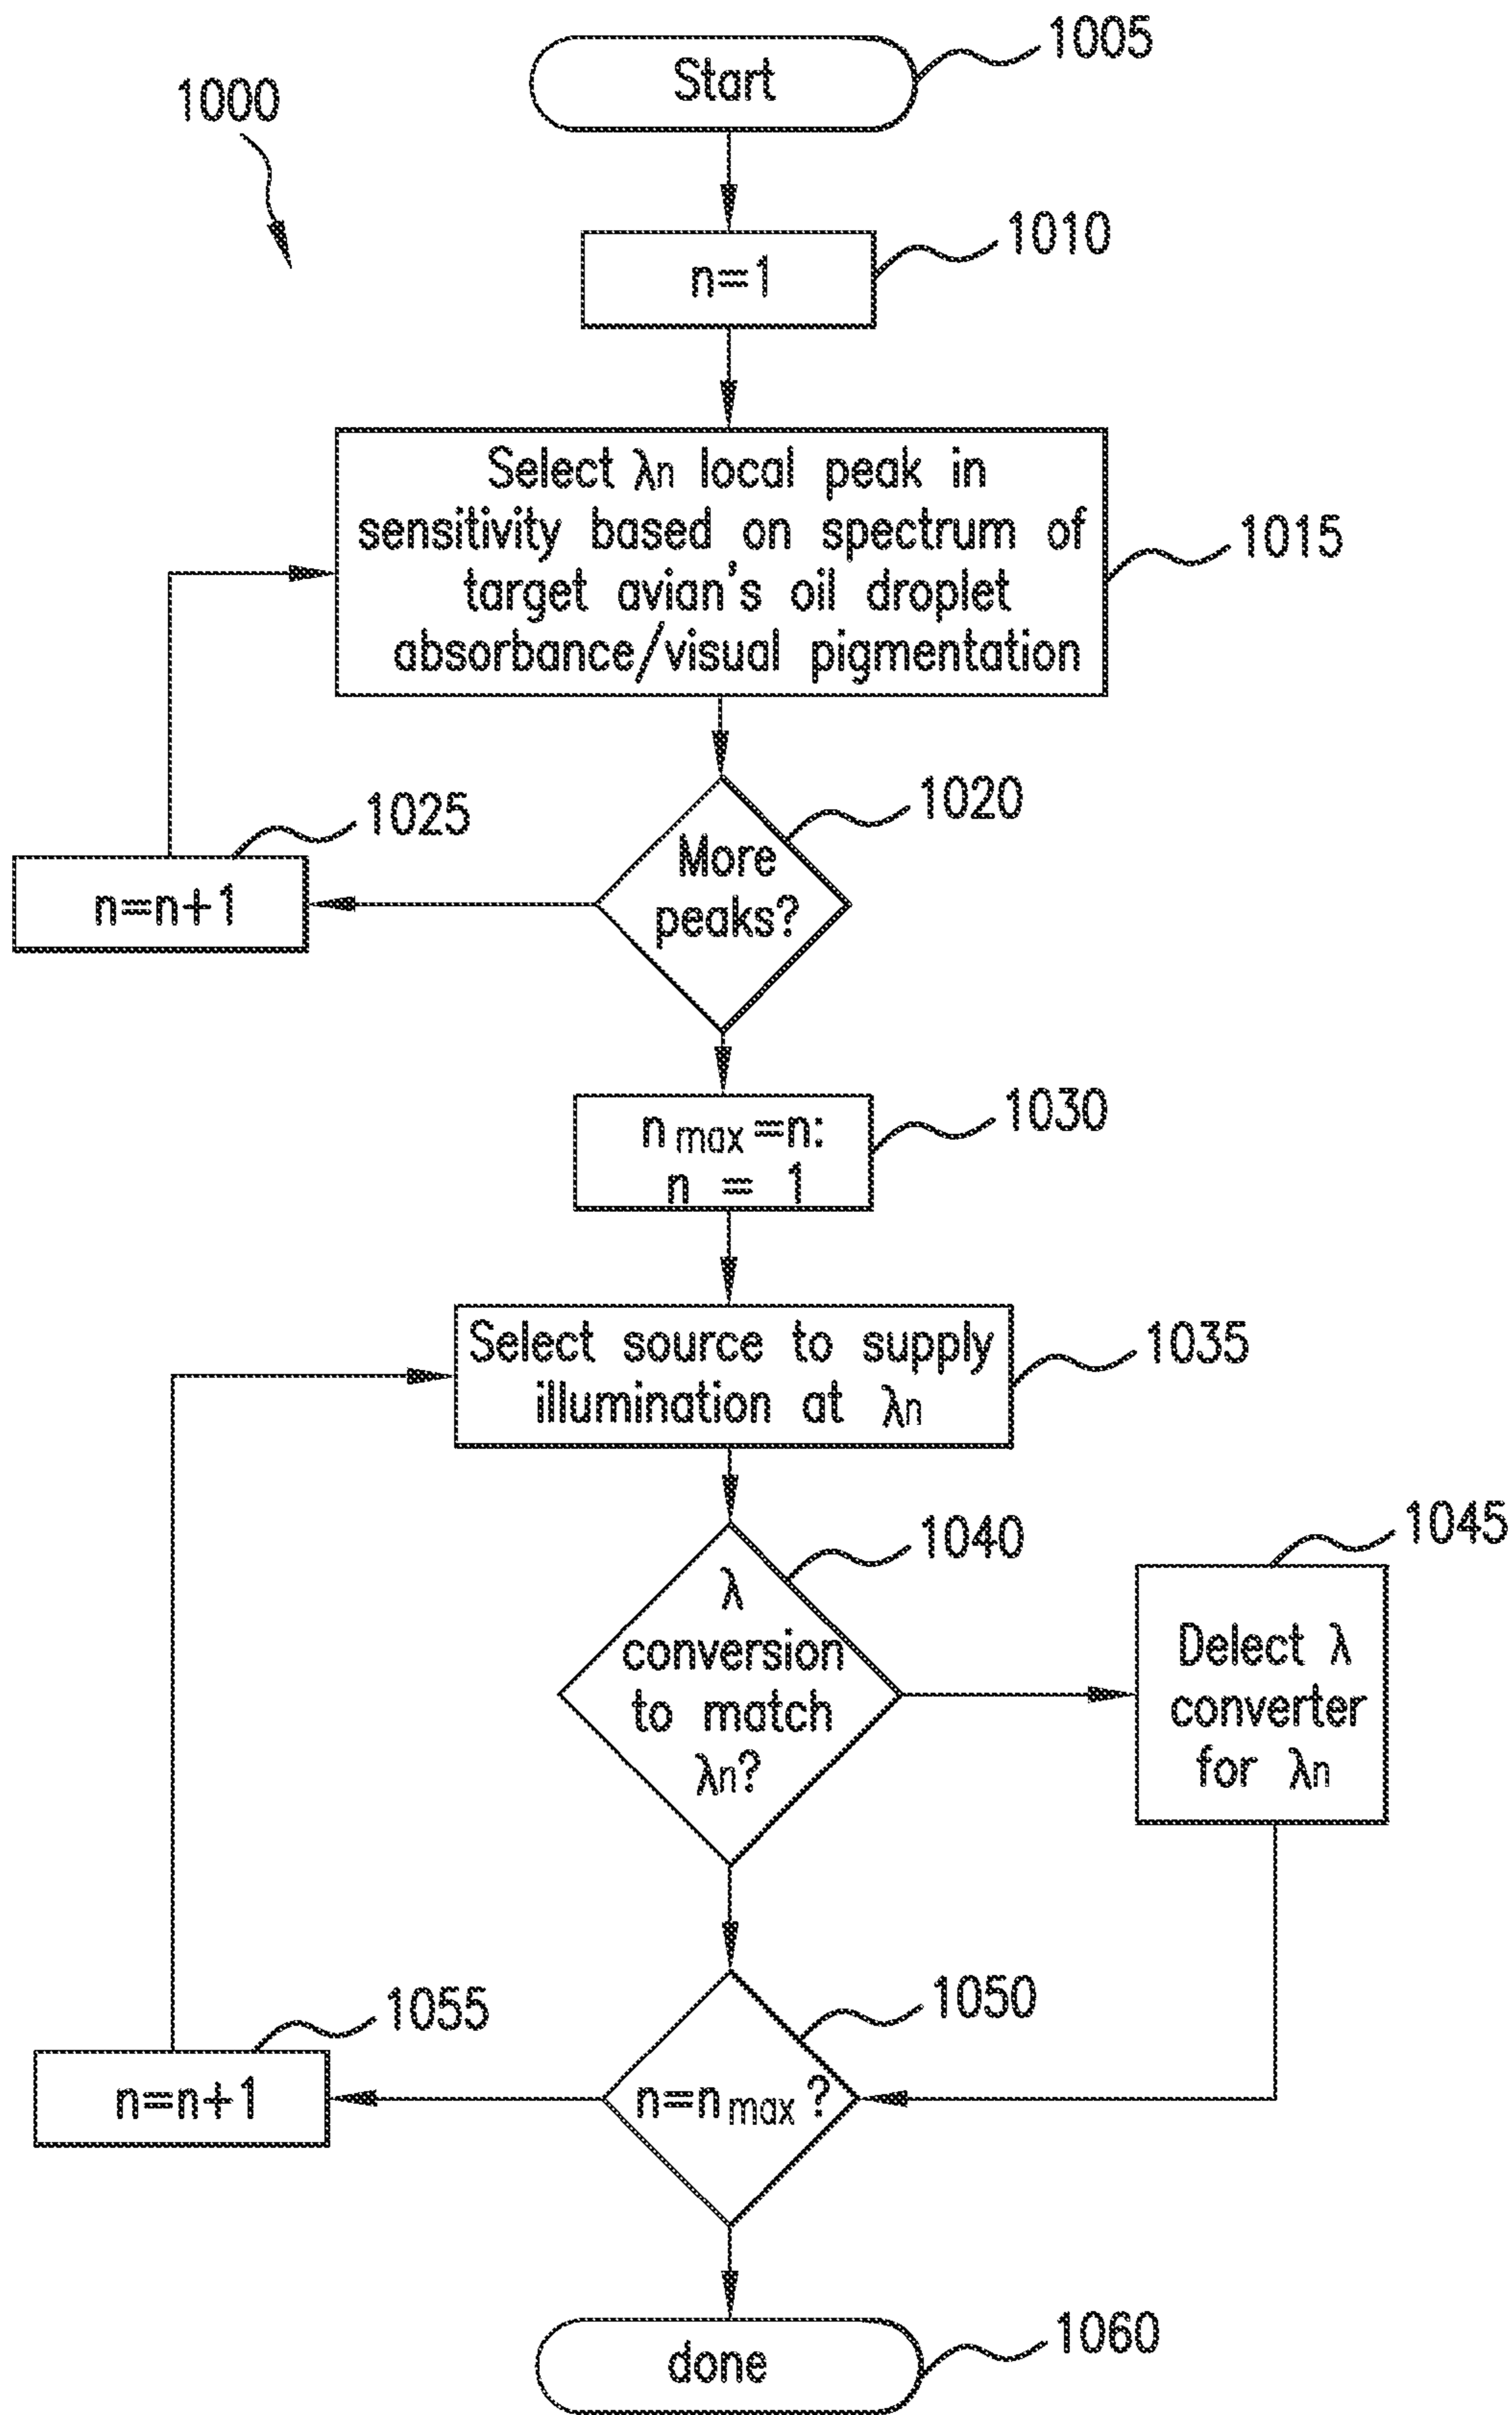 1000
Start
1005
n=1
1010
Select λn local peak in
sensitivity based on spectrum of
target avian's oil droplet
absorbance/visual pigmentation
1015
More
peaks?
1020
n=n+1
1025
n max =n:
n = 1
1030
Select source to supply
illumination at λn
1035
λ
conversion
to match
λn?
1040
Delect λ
converter
for λn
1045
n=n max ?
1050
n=n+1
1055
done
1060